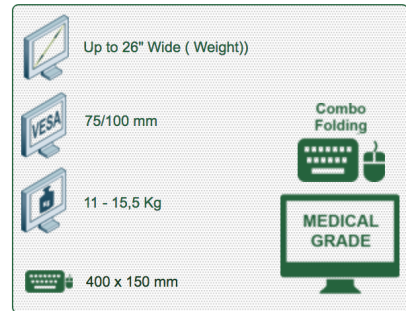 Up to 26" Wide ( Weight))
VESA
75/100 mm
KG
11 - 15,5 Kg
400 x 150 mm
Combo
Folding
MEDICAL
GRADE